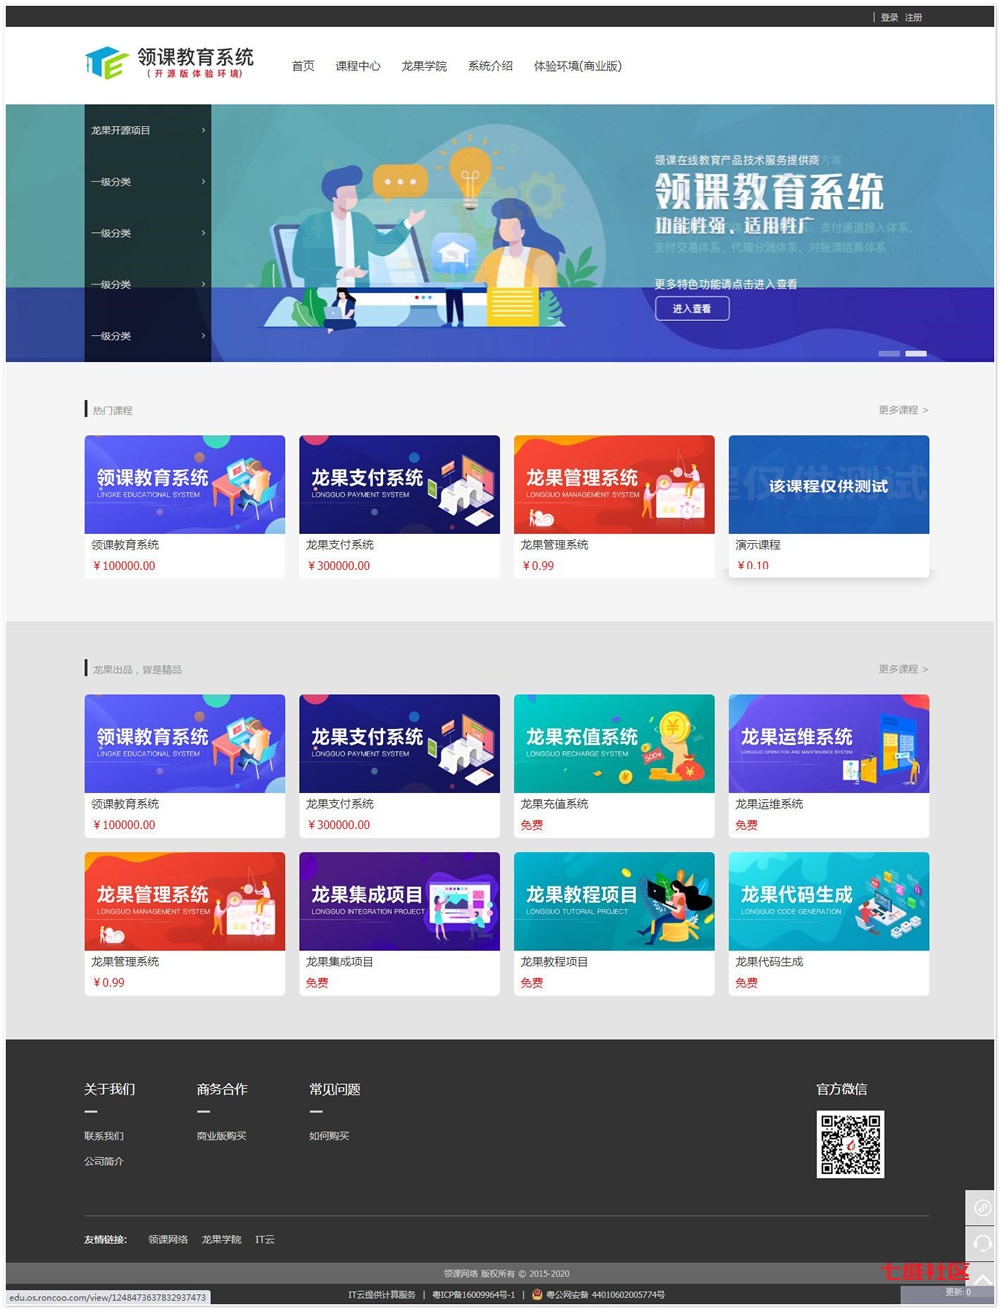 登录 注册
领课教育系统
(开源版体验环境)
首页 课程中心 龙果学院 系统介绍 体验环境(商业版)
龙果开源项目
一级分类
一级分类
一级分类
一级分类
领课在线教育产品技术服务提供商
领课教育系统
功能性强、适用性广
支付通道接入体系、
支付交易体系、代理分润体系、对账清结算体系
更多特色功能请点击进入查看
进入查看
热门课程 更多课程 >
领课教育系统
LINGKE EDUCATIONAL SYSTEM
龙果支付系统
LONGGUO PAYMENT SYSTEM
龙果管理系统
LONGGUO MANAGEMENT SYSTEM
该课程仅供测试
领课教育系统 龙果支付系统 龙果管理系统 演示课程
￥100000.00 ￥300000.00 ￥0.99 ￥0.10
龙果出品，皆是精品 更多课程 >
领课教育系统
LINGKE EDUCATIONAL SYSTEM
龙果支付系统
LONGGUO PAYMENT SYSTEM
龙果充值系统
LONGGUO RECHARGE SYSTEM
500+
龙果运维系统
LONGGUO OPERATION AND MAINTENANCE SYSTEM
领课教育系统 龙果支付系统 龙果充值系统 龙果运维系统
￥100000.00 ￥300000.00 免费 免费
龙果管理系统
LONGGUO MANAGEMENT SYSTEM
龙果集成项目
LONGGUO INTEGRATION PROJECT
龙果教程项目
LONGGUO TUTORIAL PROJECT
龙果代码生成
LONGGUO CODE GENERATION
龙果管理系统 龙果集成项目 龙果教程项目 龙果代码生成
￥0.99 免费 免费 免费
关于我们 商务合作 常见问题 官方微信
联系我们 商业版购买 如何购买
公司简介
友情链接: 领课网络 龙果学院 IT云
领课网络 版权所有 © 2015-2020
七维社区
IT云提供计算服务 | 粤ICP备16009964号-1 | 粤公网安备 44010602005774号
更新: 0
edu.os.roncoo.com/view/1248473637832937473